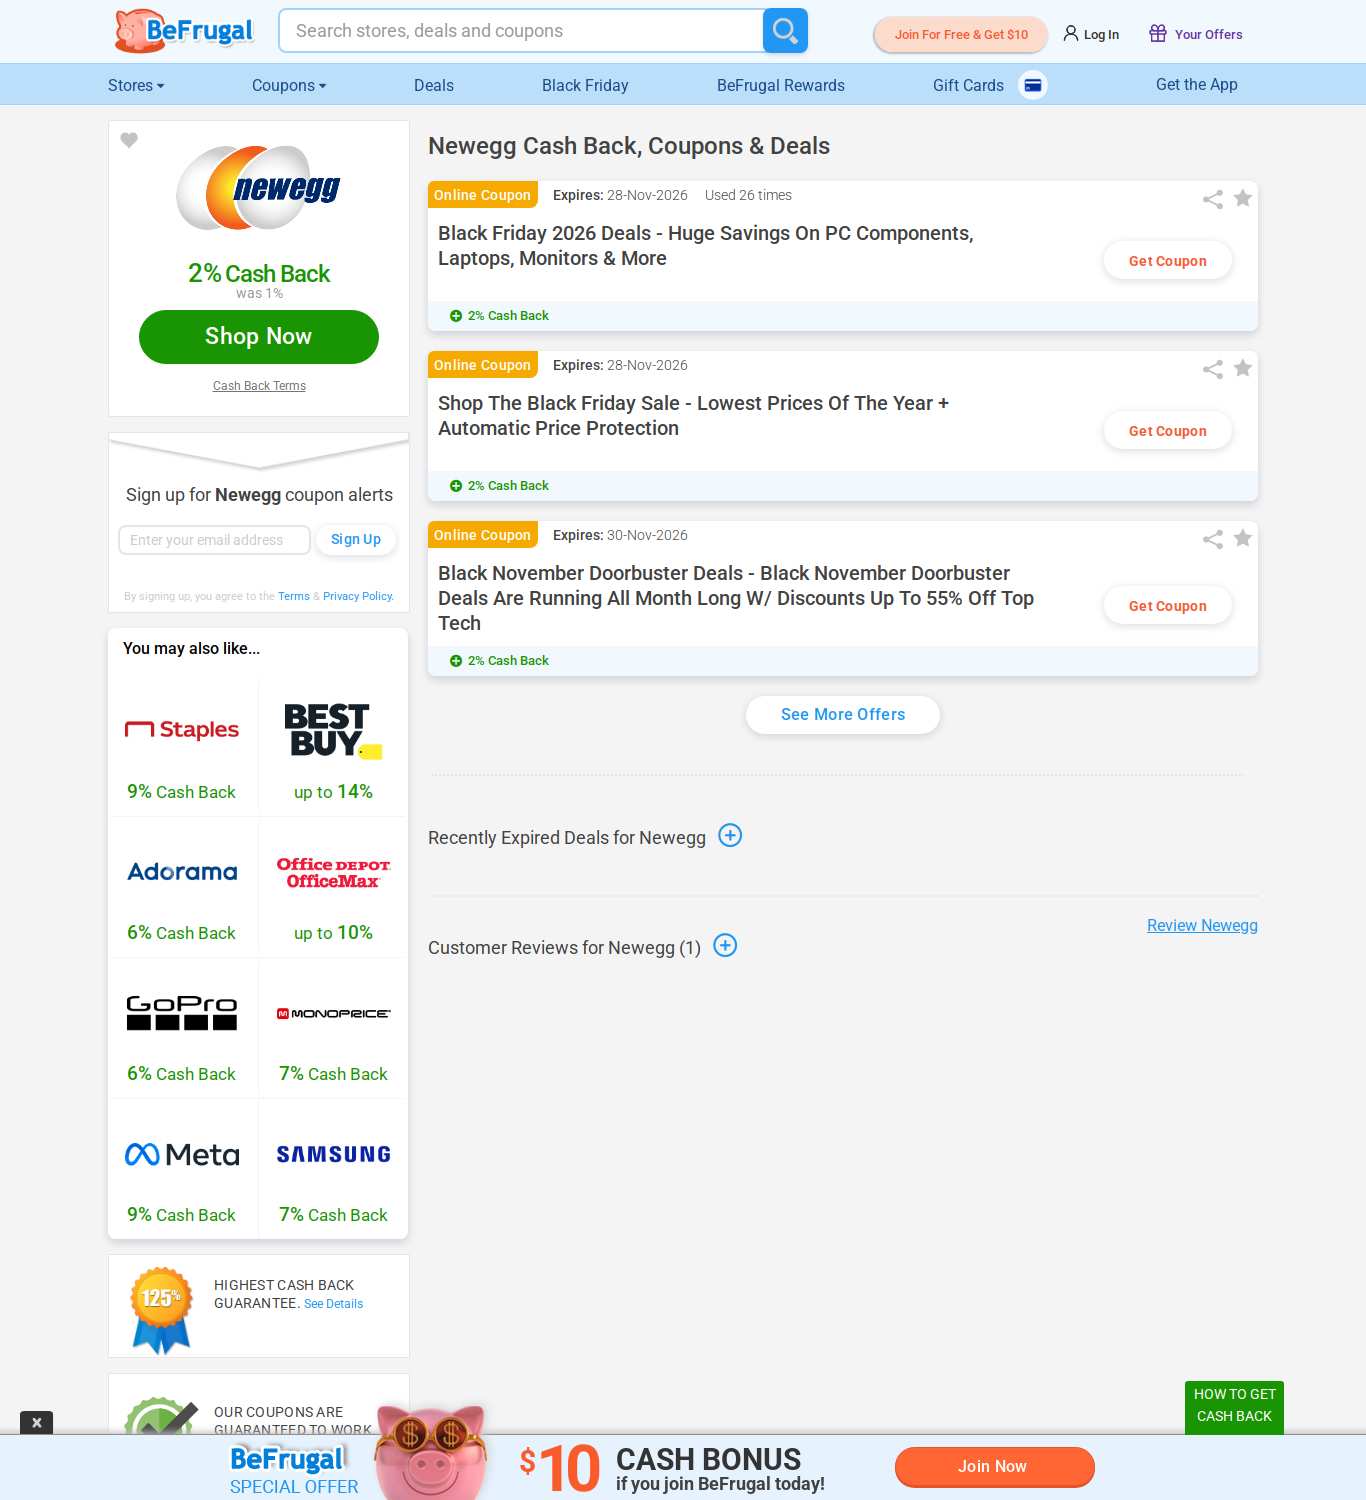 BeFrugal
Search stores, deals and coupons
Join For Free & Get $10
Log In
Your Offers
Stores
Coupons
Deals
Black Friday
BeFrugal Rewards
Gift Cards
Get the App
newegg
2% Cash Back
was 1%
Shop Now
Cash Back Terms
Sign up for Newegg coupon alerts
Enter your email address
Sign Up
By signing up, you agree to the Terms & Privacy Policy.
You may also like...
Staples
BEST BUY
9% Cash Back
up to 14%
Adorama
Office DEPOT
OfficeMax
6% Cash Back
up to 10%
GoPro
MONOPRICE
6% Cash Back
7% Cash Back
Meta
SAMSUNG
9% Cash Back
7% Cash Back
125%
HIGHEST CASH BACK
GUARANTEE. See Details
OUR COUPONS ARE
GUARANTEED TO WORK
Newegg Cash Back, Coupons & Deals
Online Coupon
Expires: 28-Nov-2026
Used 26 times
Black Friday 2026 Deals - Huge Savings On PC Components,
Laptops, Monitors & More
Get Coupon
2% Cash Back
Online Coupon
Expires: 28-Nov-2026
Shop The Black Friday Sale - Lowest Prices Of The Year +
Automatic Price Protection
Get Coupon
2% Cash Back
Online Coupon
Expires: 30-Nov-2026
Black November Doorbuster Deals - Black November Doorbuster
Deals Are Running All Month Long W/ Discounts Up To 55% Off Top
Tech
Get Coupon
2% Cash Back
See More Offers
Recently Expired Deals for Newegg
Review Newegg
Customer Reviews for Newegg (1)
HOW TO GET
CASH BACK
x
BeFrugal
SPECIAL OFFER
$10
CASH BONUS
if you join BeFrugal today!
Join Now